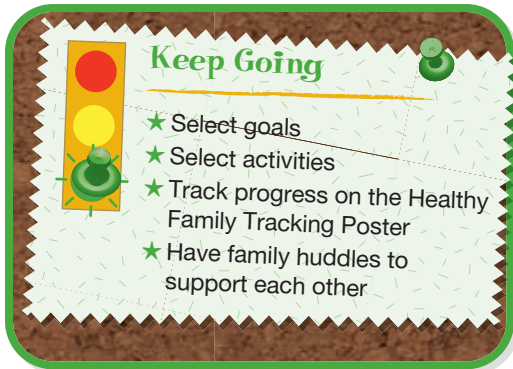 Keep Going
Select goals
Select activities
Track progress on the Healthy
Family Tracking Poster
Have family huddles to
support each other